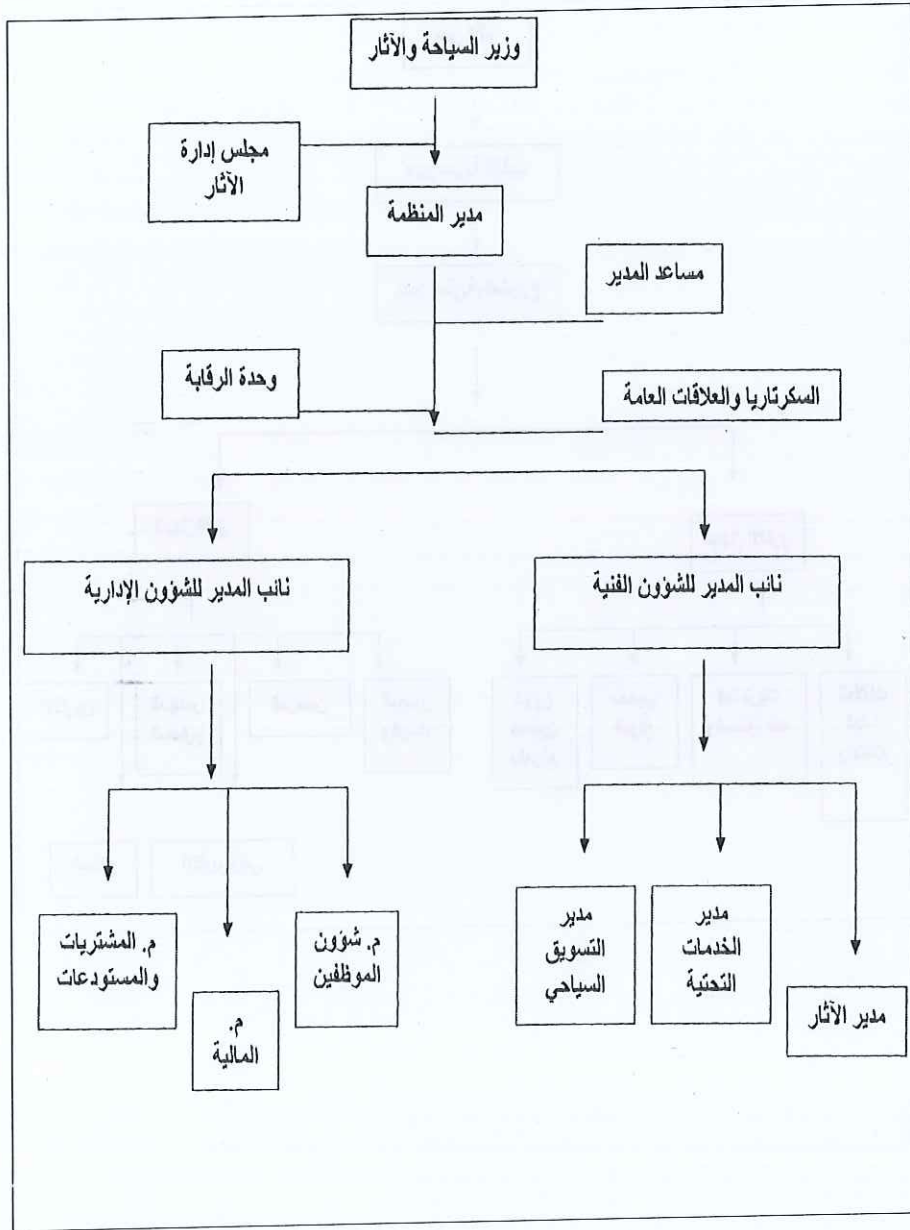 وزير السياحة والآثار
مجلس إدارة
الآثار
مدير المنظمة
مساعد المدير
وحدة الرقابة
السكرتاريا والعلاقات العامة
نائب المدير للشؤون الفنية
نائب المدير للشؤون الإدارية
مدير الآثار
مدير
الخدمات
التحتية
مدير
التسويق
السياحي
م. شؤون
الموظفين
م.
المالية
م. المشتريات
والمستودعات